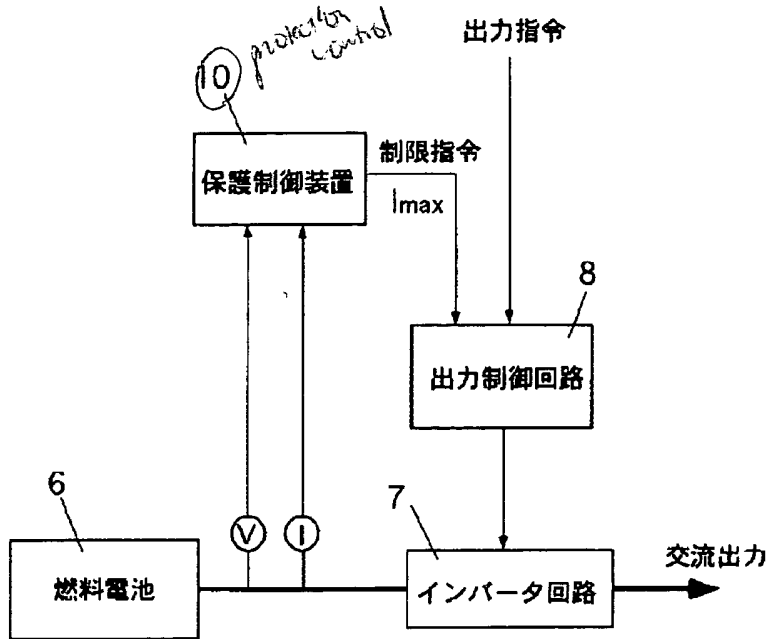 protection
control
10
出力指令
保護制御装置
制限指令
Imax
8
出力制御回路
6
7
V
I
燃料電池
インバータ回路
交流出力